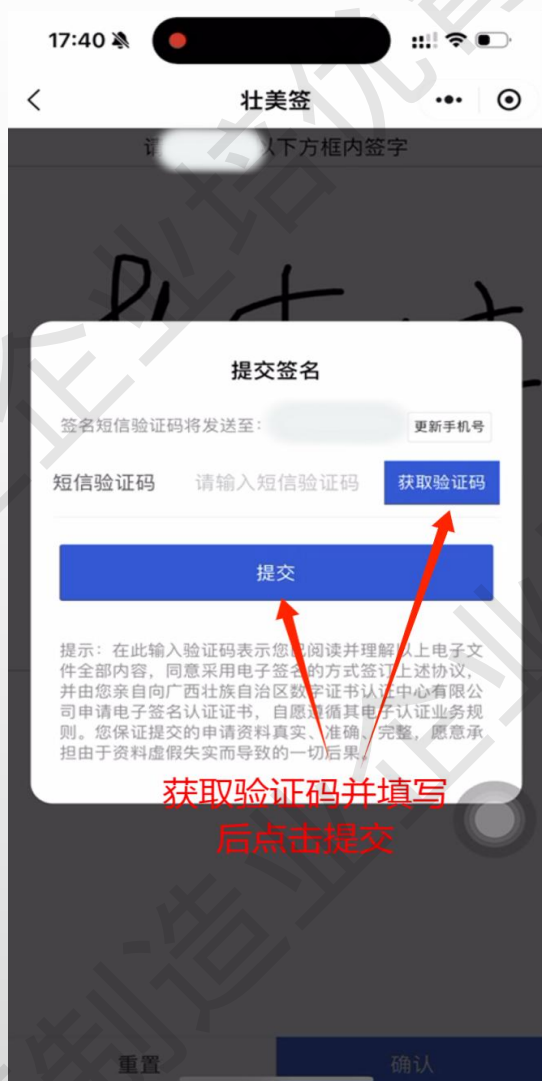 17:40
壮美签
请
以下方框内签字
提交签名
签名短信验证码将发送至:
更新手机号
短信验证码
请输入短信验证码
获取验证码
提交
提示：在此输入验证码表示您已阅读并理解以上电子文
件全部内容，同意采用电子签名的方式签订上述协议，
并由您亲自向广西壮族自治区数字证书认证中心有限公
司申请电子签名认证证书，自愿遵循其电子认证业务规
则。您保证提交的申请资料真实、准确、完整，愿意承
担由于资料虚假失实而导致的一切后果。
获取验证码并填写
后点击提交
重置
确认